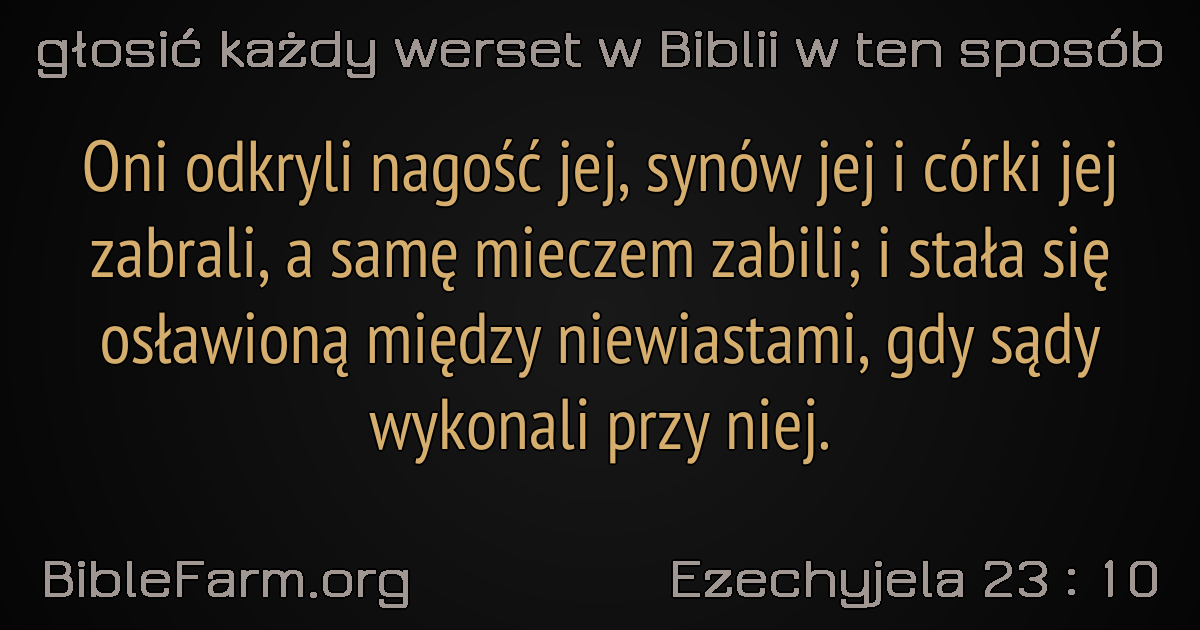 głosić każdy werset w Biblii w ten sposób
Oni odkryli nagość jej, synów jej i córki jej
zabrali, a samę mieczem zabili; i stała się
osławioną między niewiastami, gdy sądy
wykonali przy niej.
BibleFarm.org
Ezechyjela 23 : 10